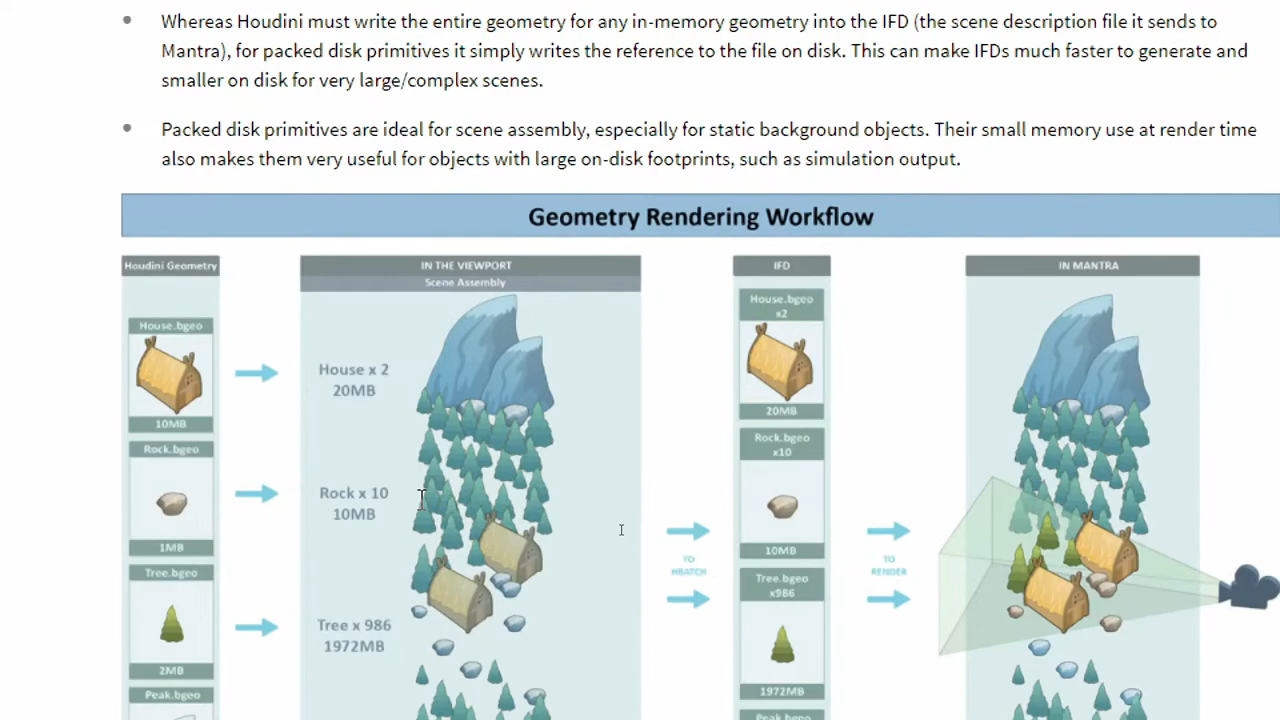 Whereas Houdini must write the entire geometry for any in-memory geometry into the IFD (the scene description file it sends to
Mantra), for packed disk primitives it simply writes the reference to the file on disk. This can make IFDs much faster to generate and
smaller on disk for very large/complex scenes.
Packed disk primitives are ideal for scene assembly, especially for static background objects. Their small memory use at render time
also makes them very useful for objects with large on-disk footprints, such as simulation output.
Geometry Rendering Workflow
Houdini Geometry
House.bgeo
10MB
Rock.bgeo
1MB
Tree.bgeo
2MB
Peak.bgeo
IN THE VIEWPORT
Scene Assembly
House x 2
20MB
Rock x 10
10MB
Tree x 986
1972MB
TO
HBATCH
IFD
House.bgeo
x2
20MB
Rock.bgeo
x10
10MB
Tree.bgeo
x986
1972MB
Peak.bgeo
TO
RENDER
IN MANTRA